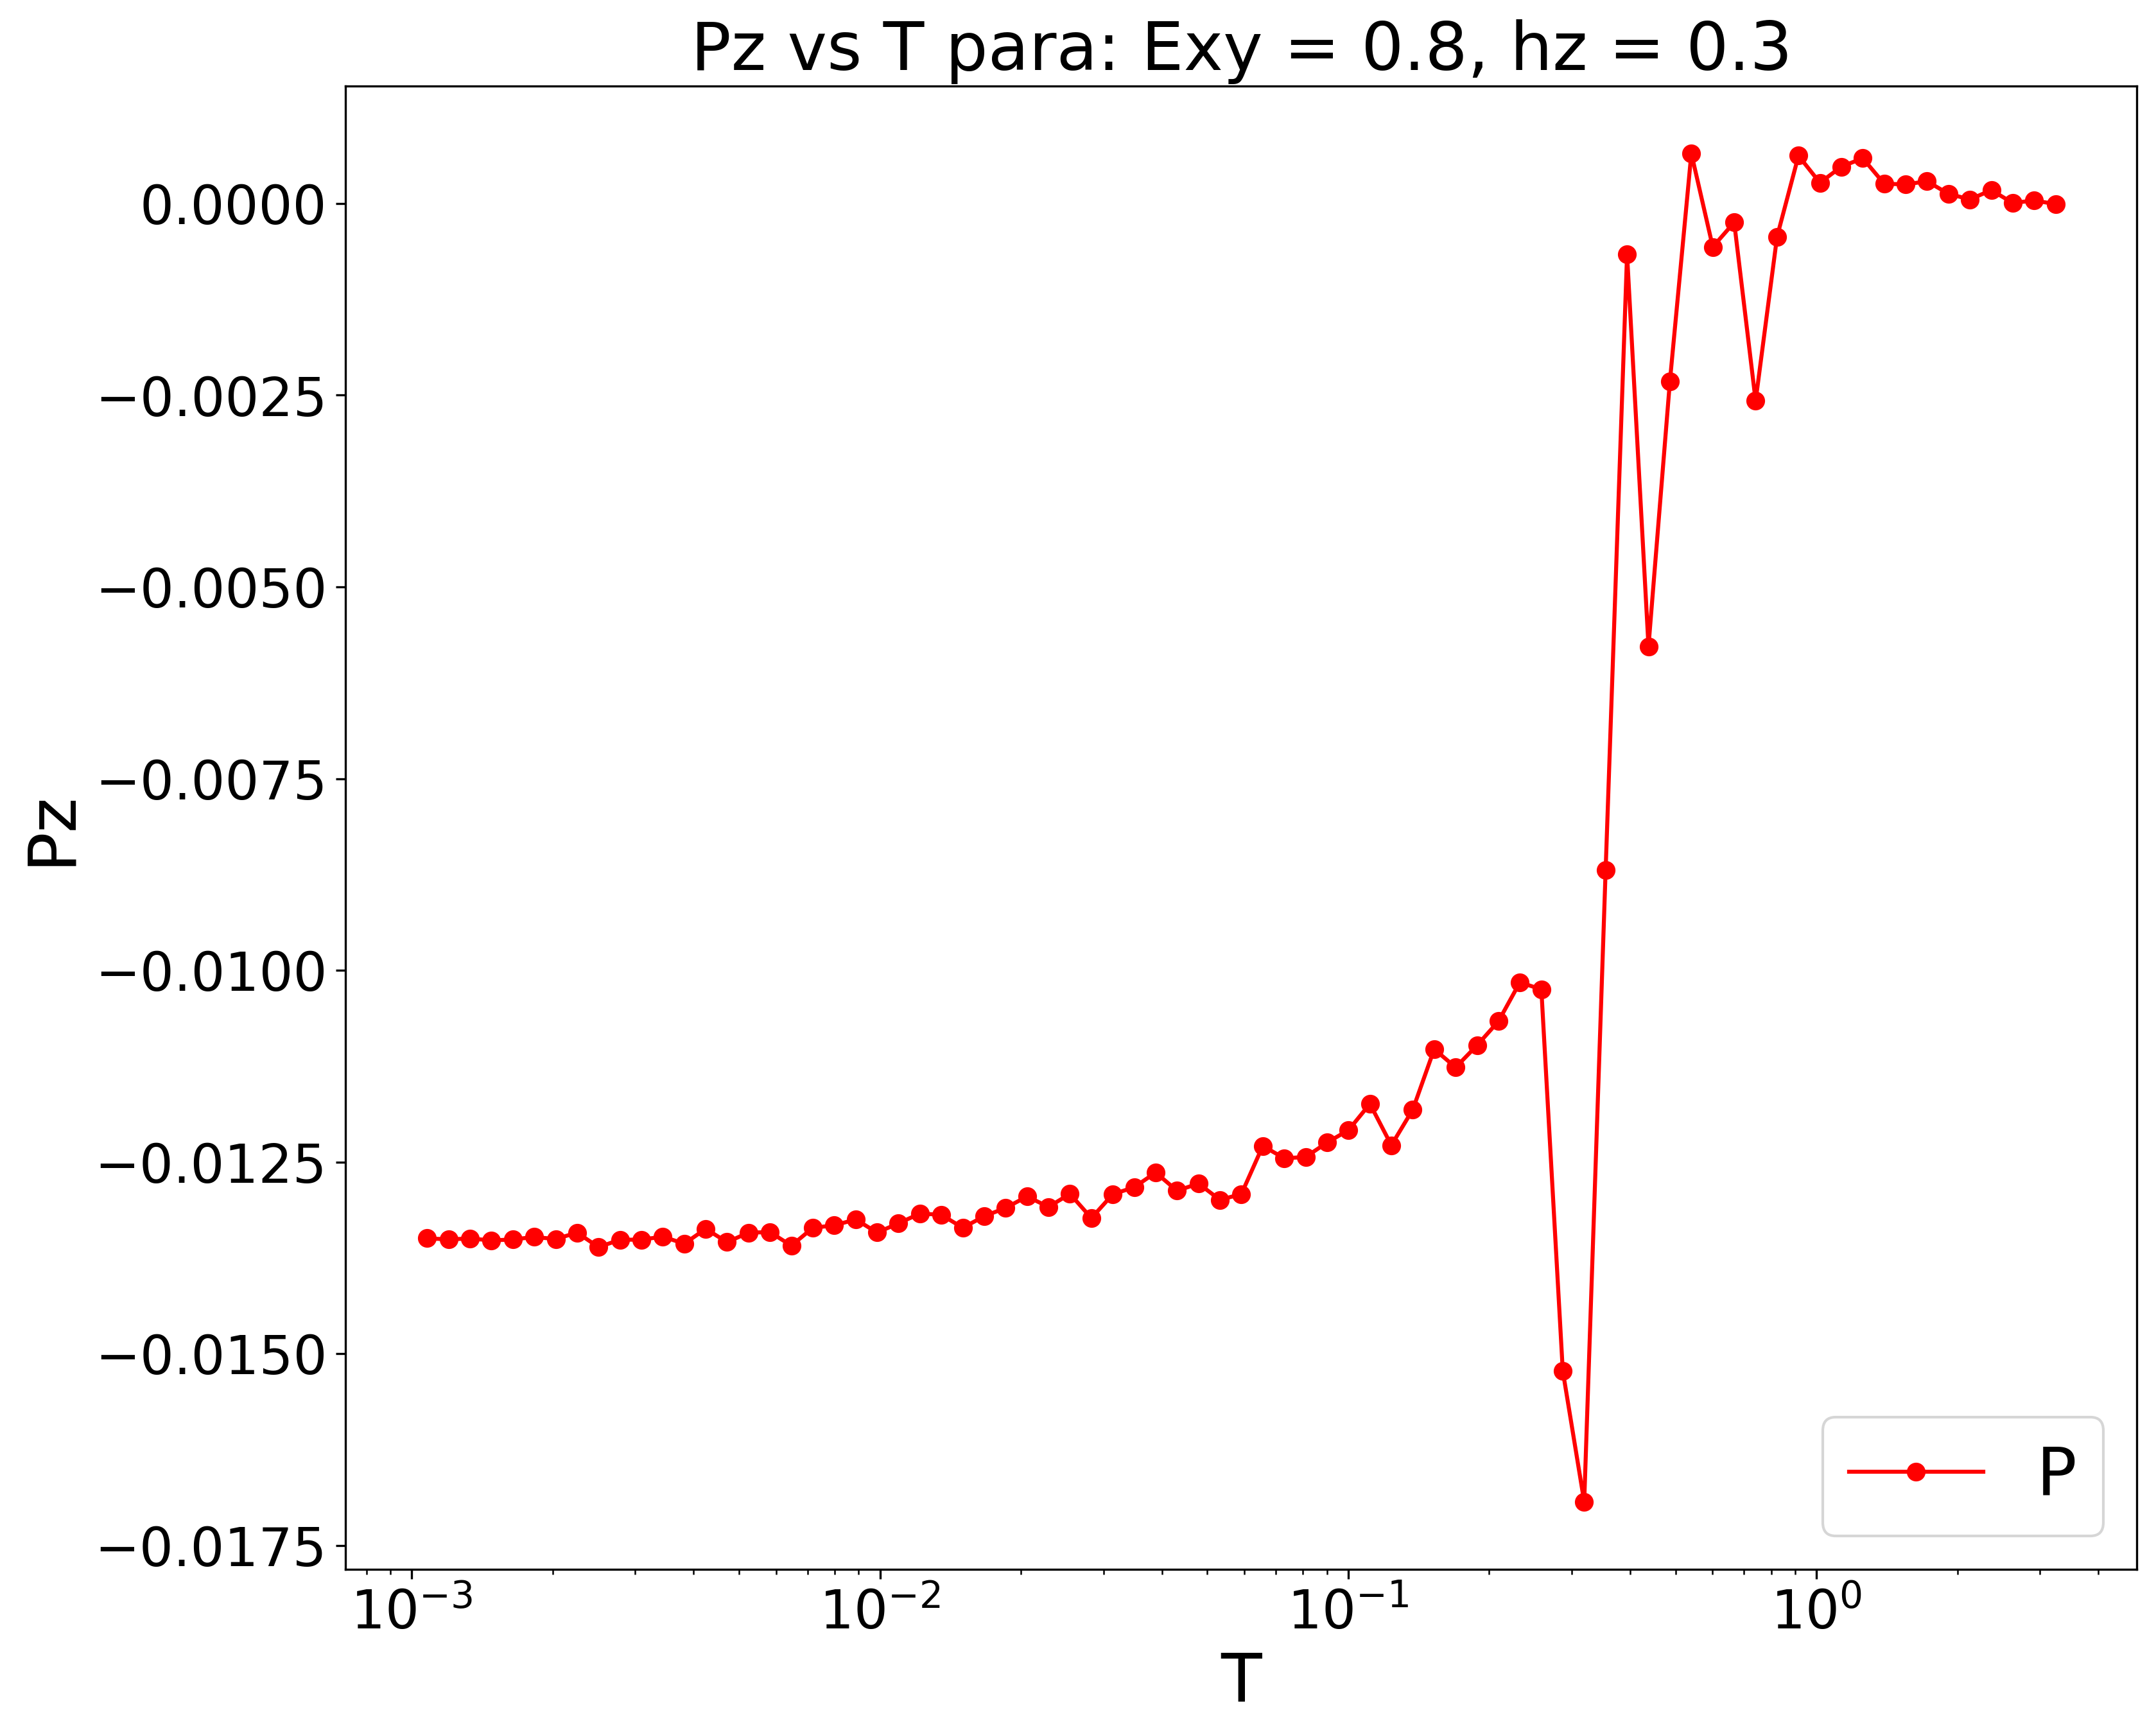 Pz vs T para: Exy = 0.8, hz = 0.3
0.0000
−0.0025
−0.0050
−0.0075
−0.0100
−0.0125
−0.0150
−0.0175
Pz
P
10⁻³ 10⁻² 10⁻¹ 10⁰
T